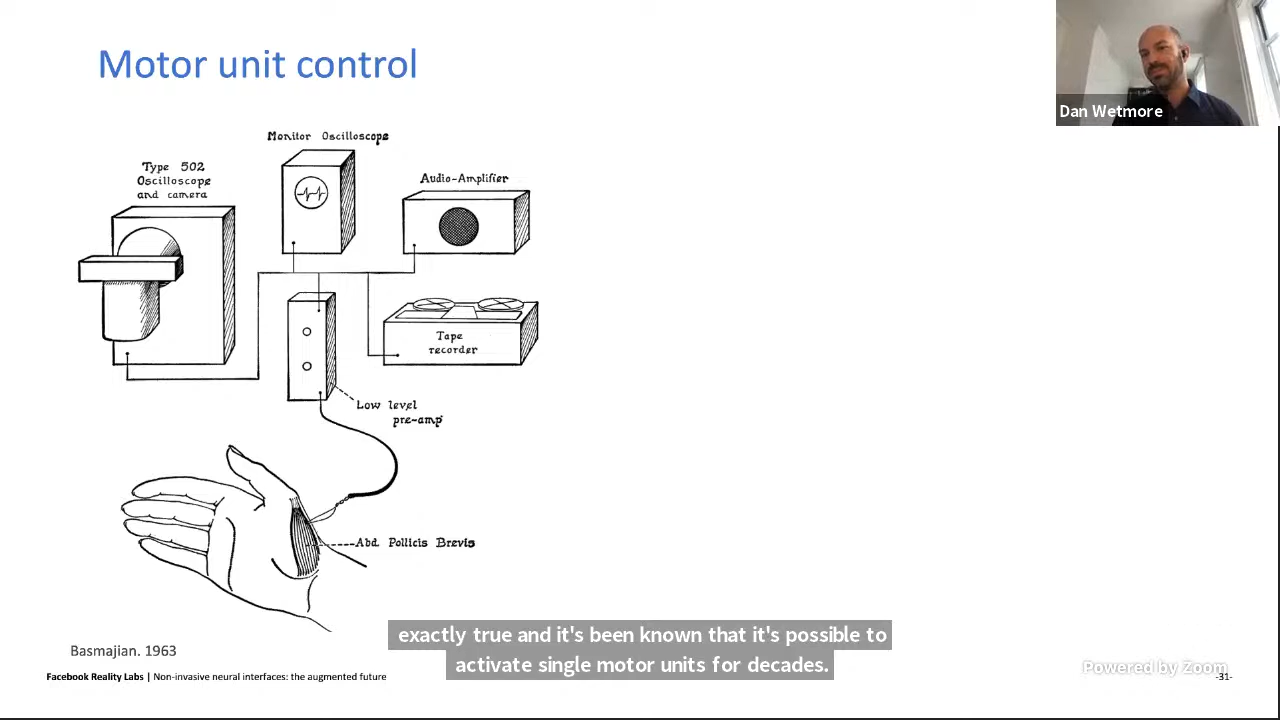 Motor unit control
Dan Wetmore
Monitor Oscilloscope
Type 502
Oscilloscope
and camera
Audio-Amplifier
Tape
recorder
Low level
pre-amp
Abd. Pollicis Brevis
exactly true and it's been known that it's possible to
activate single motor units for decades.
Basmajian. 1963
Facebook Reality Labs | Non-invasive neural interfaces: the augmented future
Powered by Zoom
-31-